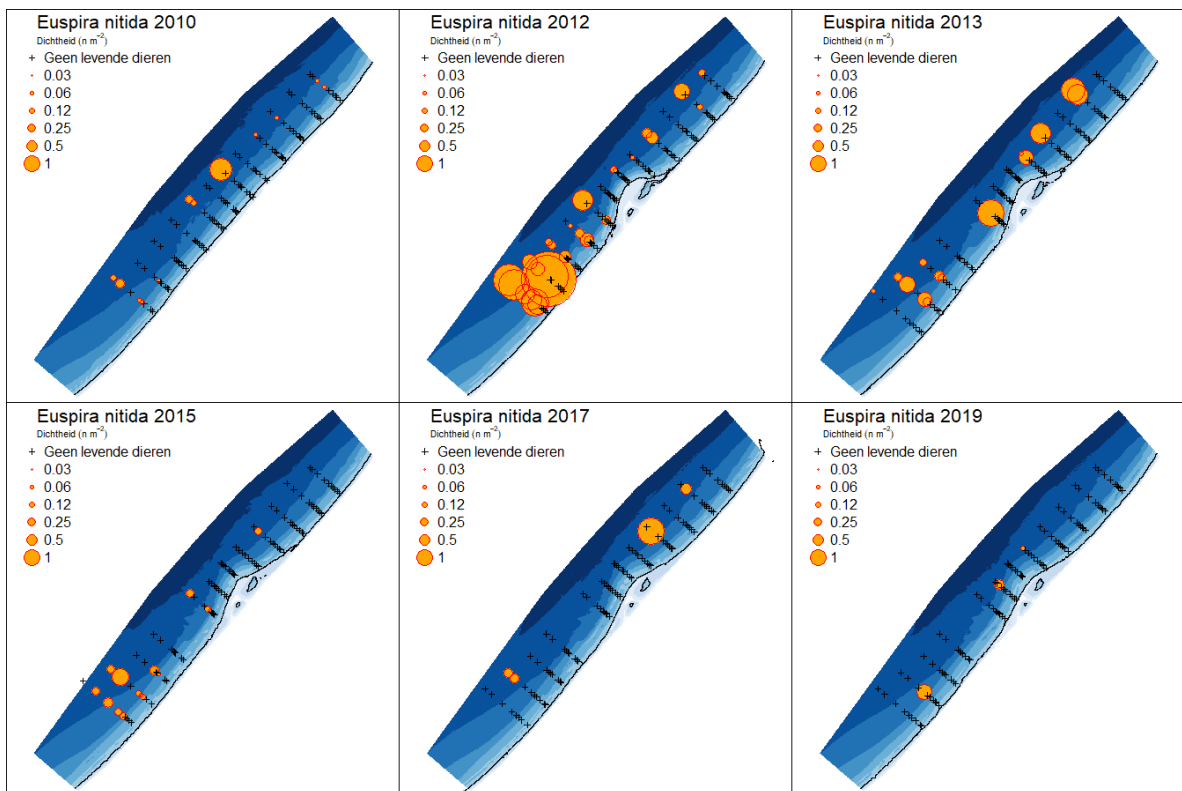 Euspira nitida 2010
Dichtheid (n m⁻²)
+ Geen levende dieren
0.03
0.06
0.12
0.25
0.5
1
Euspira nitida 2012
Dichtheid (n m⁻²)
+ Geen levende dieren
0.03
0.06
0.12
0.25
0.5
1
Euspira nitida 2013
Dichtheid (n m⁻²)
+ Geen levende dieren
0.03
0.06
0.12
0.25
0.5
1
Euspira nitida 2015
Dichtheid (n m⁻²)
+ Geen levende dieren
0.03
0.06
0.12
0.25
0.5
1
Euspira nitida 2017
Dichtheid (n m⁻²)
+ Geen levende dieren
0.03
0.06
0.12
0.25
0.5
1
Euspira nitida 2019
Dichtheid (n m⁻²)
+ Geen levende dieren
0.03
0.06
0.12
0.25
0.5
1